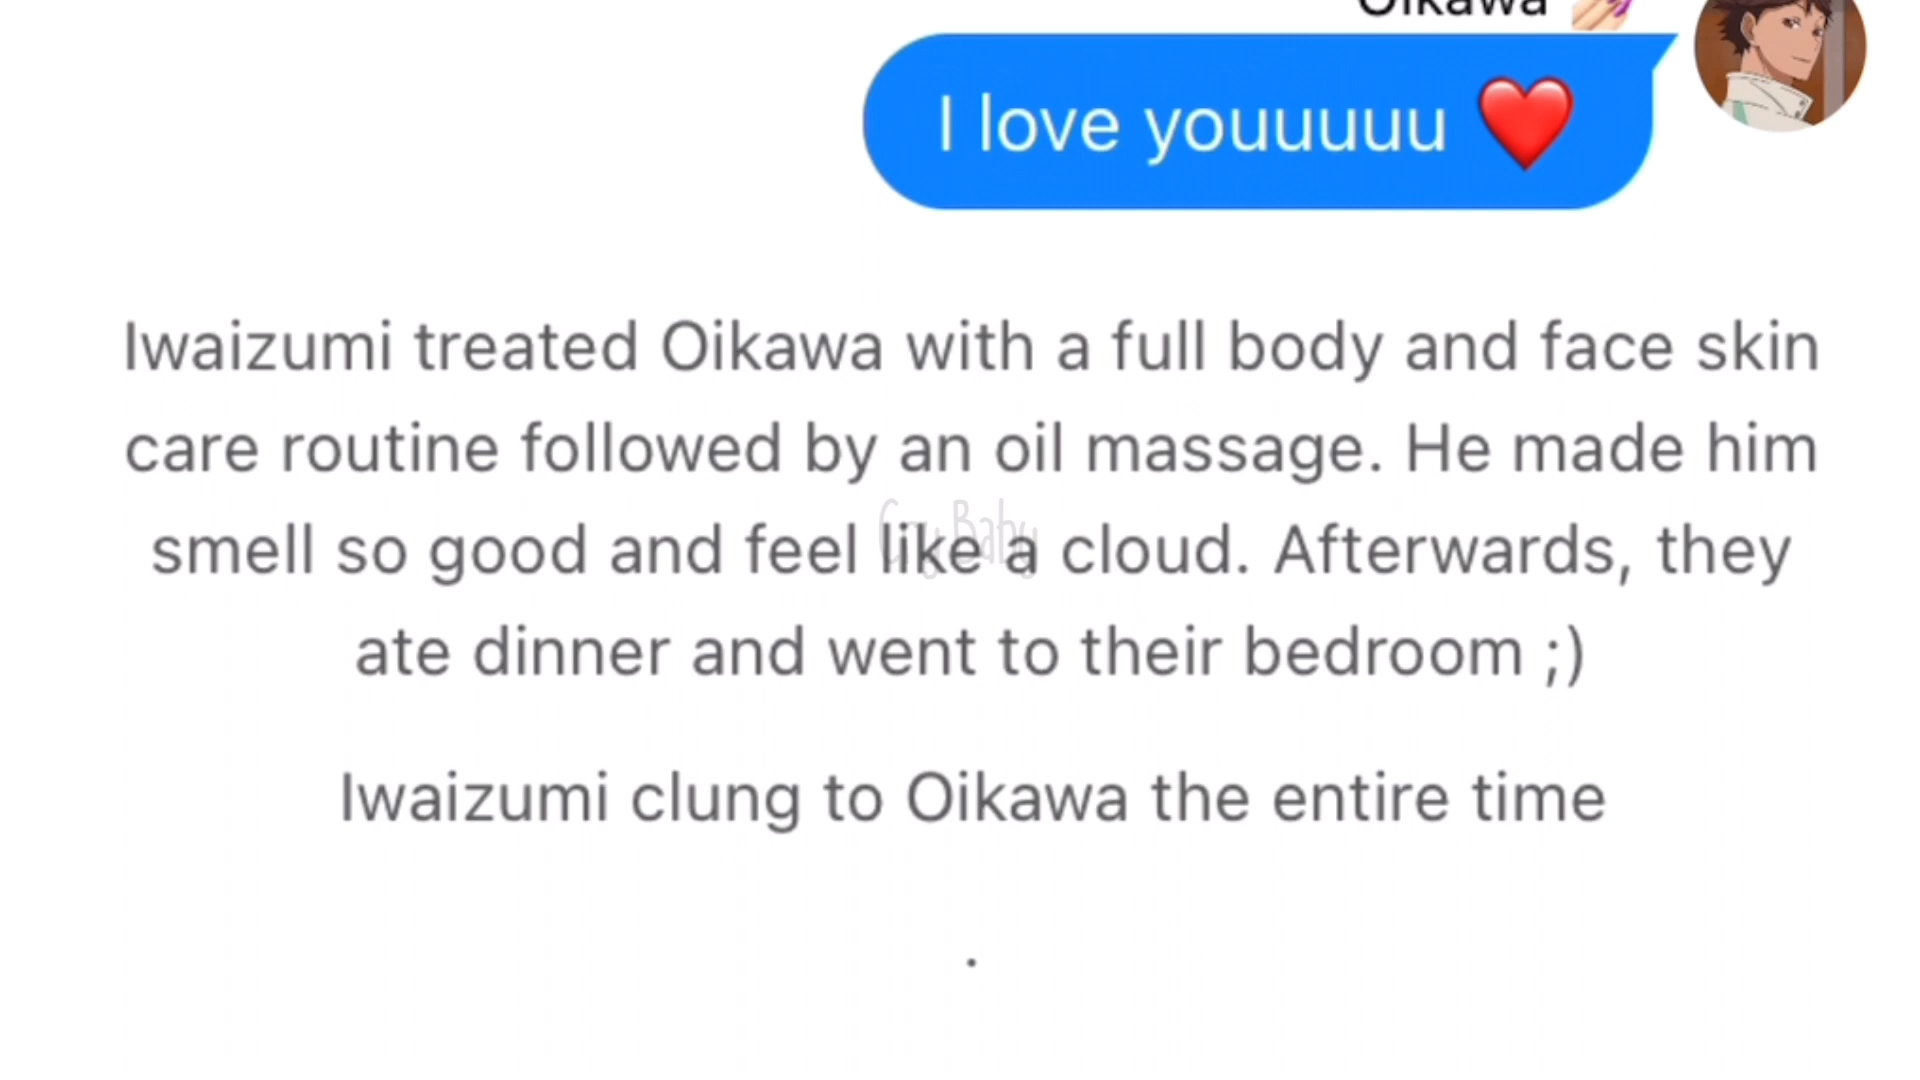 Oikawa 💅🏻
I love youuuuu ❤️
Iwaizumi treated Oikawa with a full body and face skin
care routine followed by an oil massage. He made him
smell so good and feel like a cloud. Afterwards, they
ate dinner and went to their bedroom ;)
Cry Baby
Iwaizumi clung to Oikawa the entire time
.